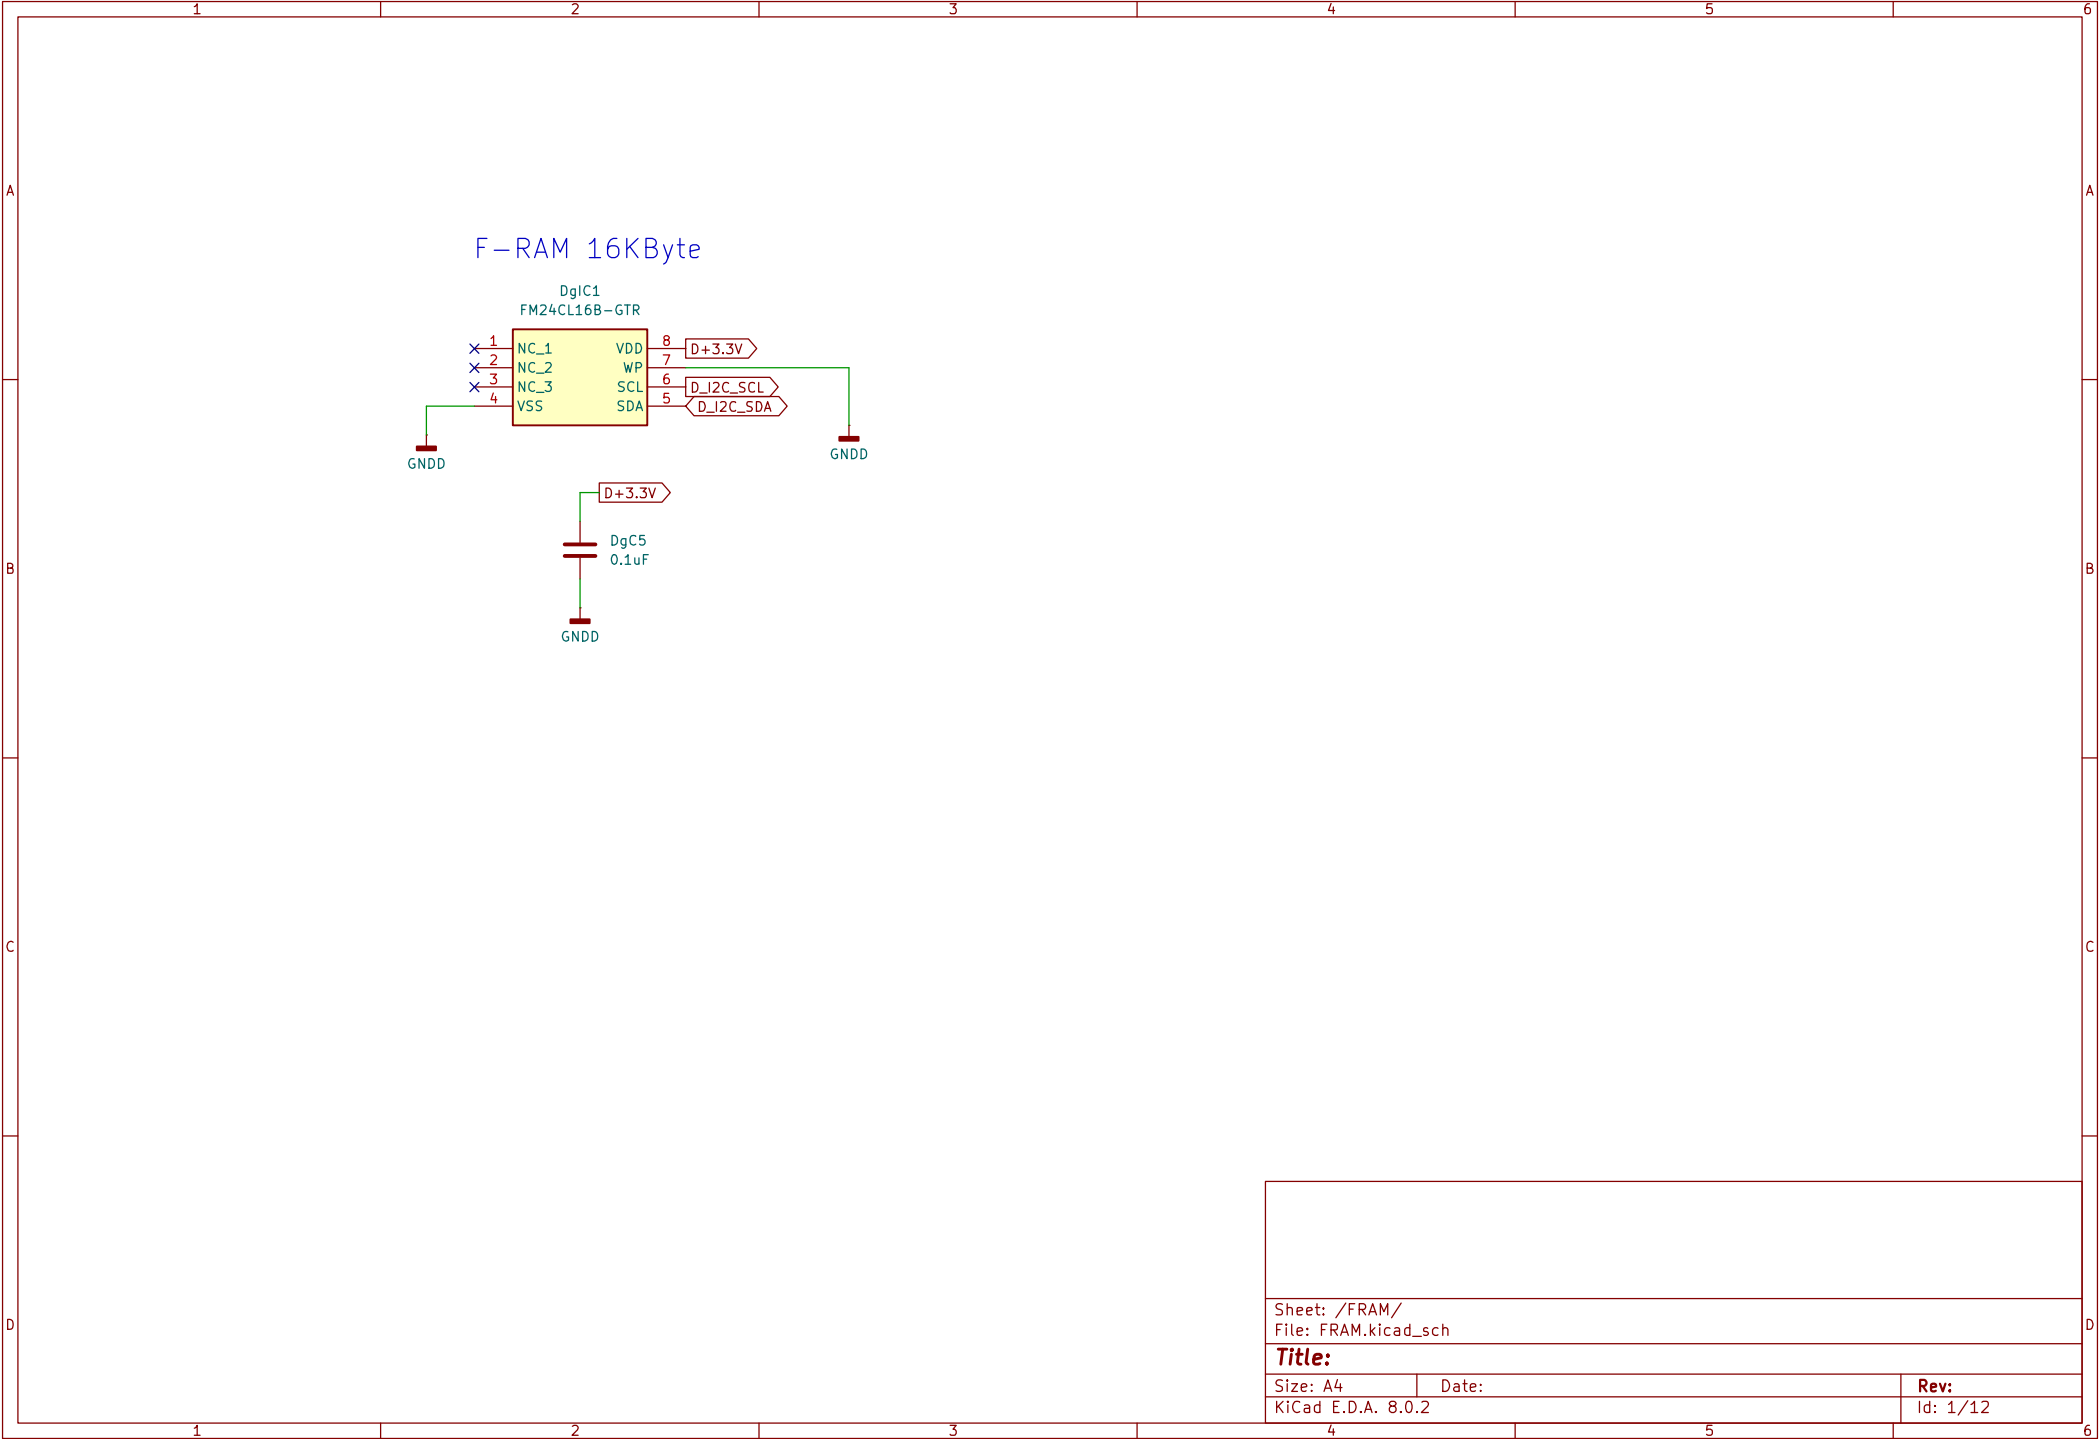 1 2 3 4 5 6
A A
F-RAM 16KByte
DgIC1
FM24CL16B-GTR
1 NC_1 VDD 8 D+3.3V
2 NC_2 WP 7
3 NC_3 SCL 6 D_I2C_SCL
4 VSS SDA 5 D_I2C_SDA
GNDD GNDD
D+3.3V
DgC5
0.1uF
GNDD
B B
C C
D D
Sheet: /FRAM/
File: FRAM.kicad_sch
Title:
Size: A4 Date: Rev:
KiCad E.D.A. 8.0.2 Id: 1/12
1 2 3 4 5 6